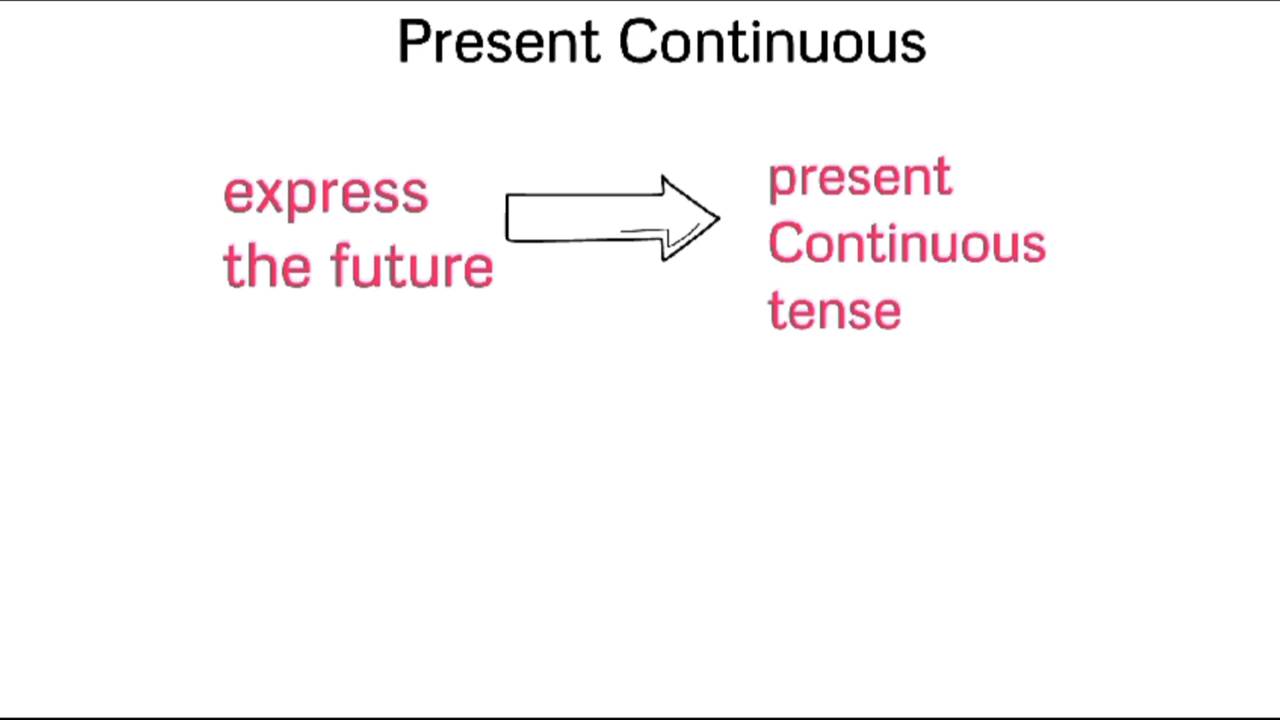 Present Continuous
express
the future
present
Continuous
tense